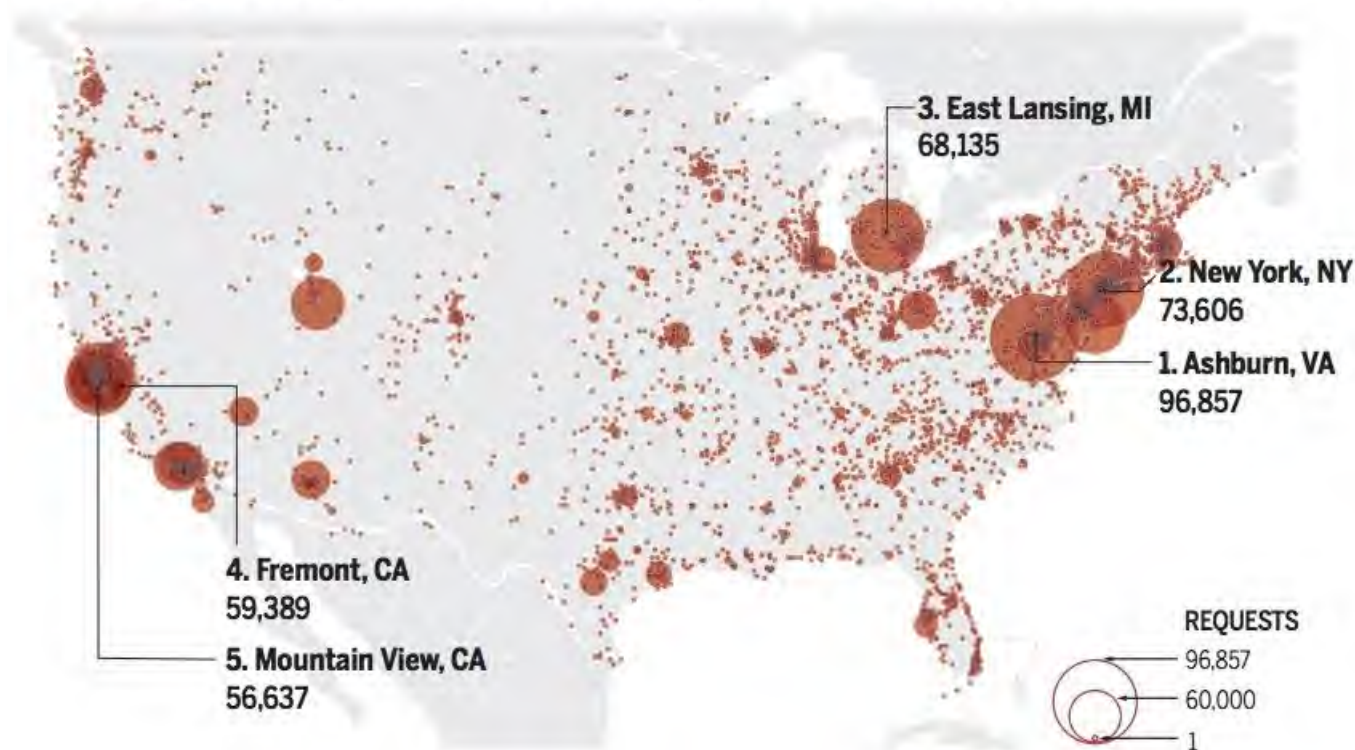 3. East Lansing, MI
68,135
2. New York, NY
73,606
1. Ashburn, VA
96,857
4. Fremont, CA
59,389
5. Mountain View, CA
56,637
REQUESTS
96,857
60,000
1